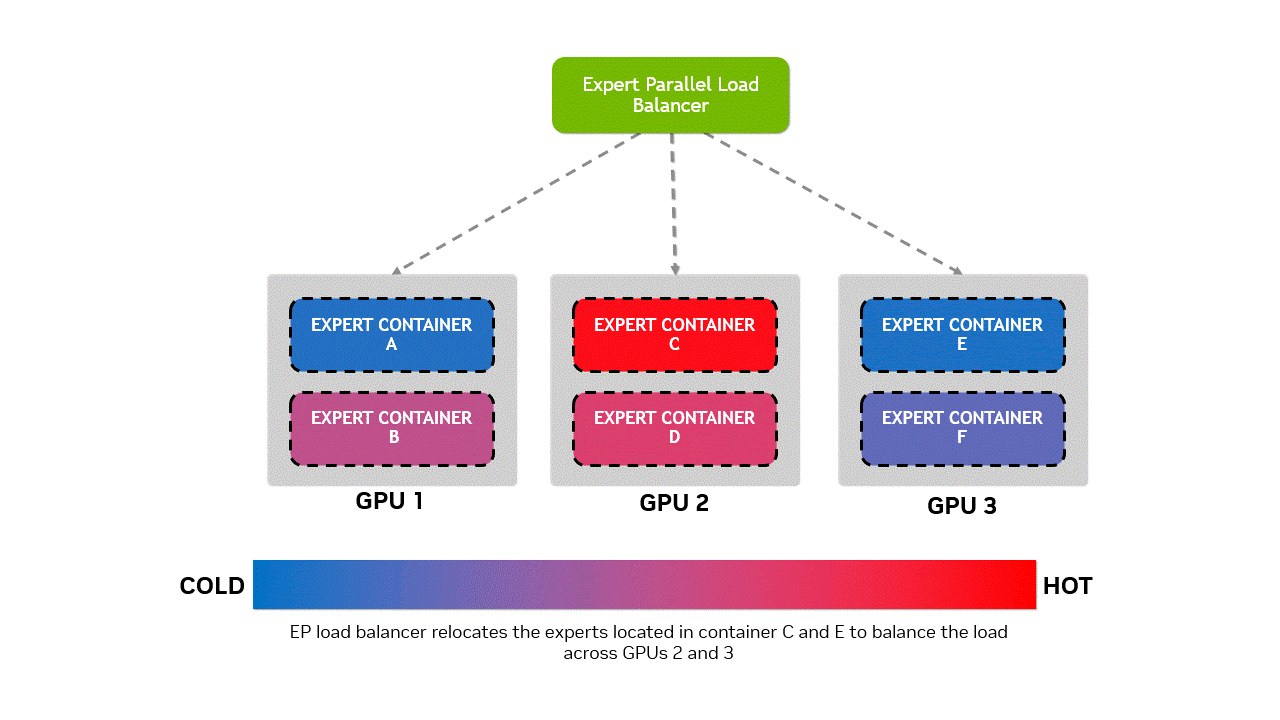 Expert Parallel Load
Balancer
EXPERT CONTAINER
A
EXPERT CONTAINER
B
GPU 1
EXPERT CONTAINER
C
EXPERT CONTAINER
D
GPU 2
EXPERT CONTAINER
E
EXPERT CONTAINER
F
GPU 3
COLD
HOT
EP load balancer relocates the experts located in container C and E to balance the load
across GPUs 2 and 3